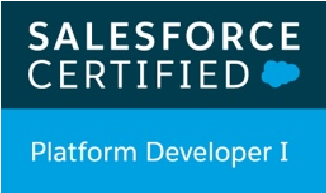 SALESFORCE
CERTIFIED
Platform Developer I